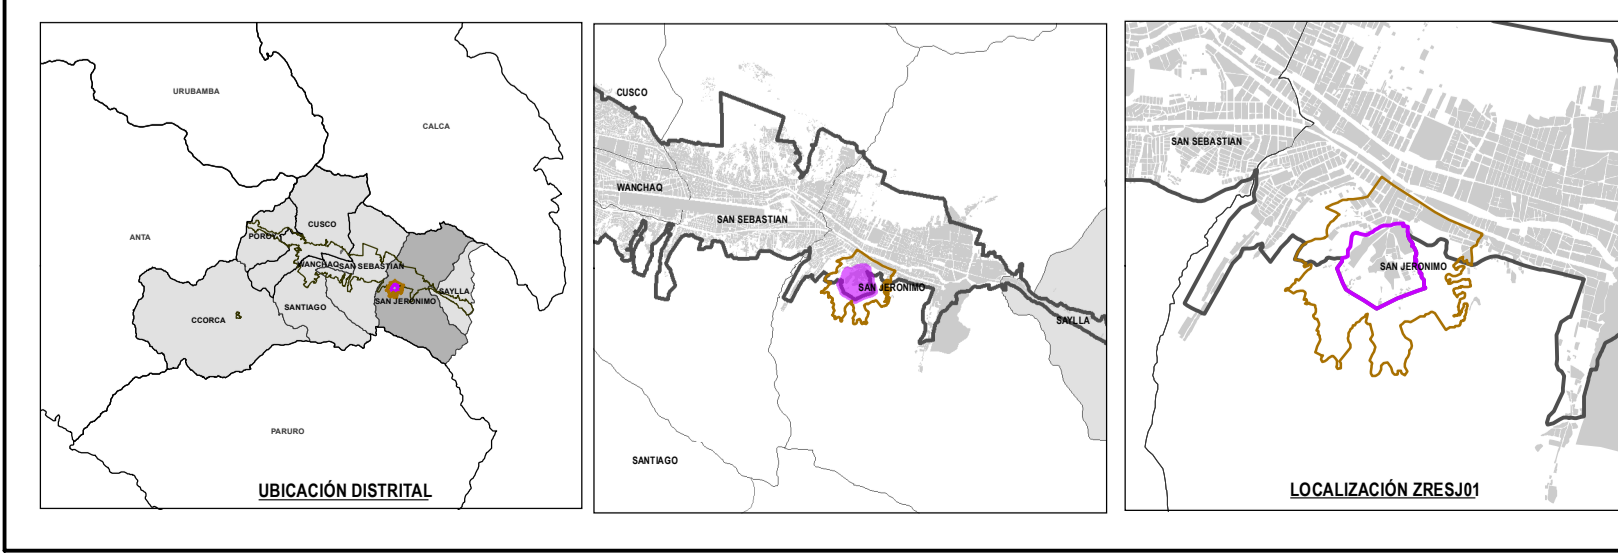 URUBAMBA
CALCA
ANTA
CUSCO
POROY
WANCHAQ
SAN SEBASTIAN
SAYLLA
SAN JERONIMO
SANTIAGO
CCORCA
PARURO
UBICACIÓN DISTRITAL
CUSCO
WANCHAQ
SAN SEBASTIAN
SAN JERONIMO
SAYLLA
SANTIAGO
SAN SEBASTIAN
SAN JERONIMO
LOCALIZACIÓN ZRESJ01